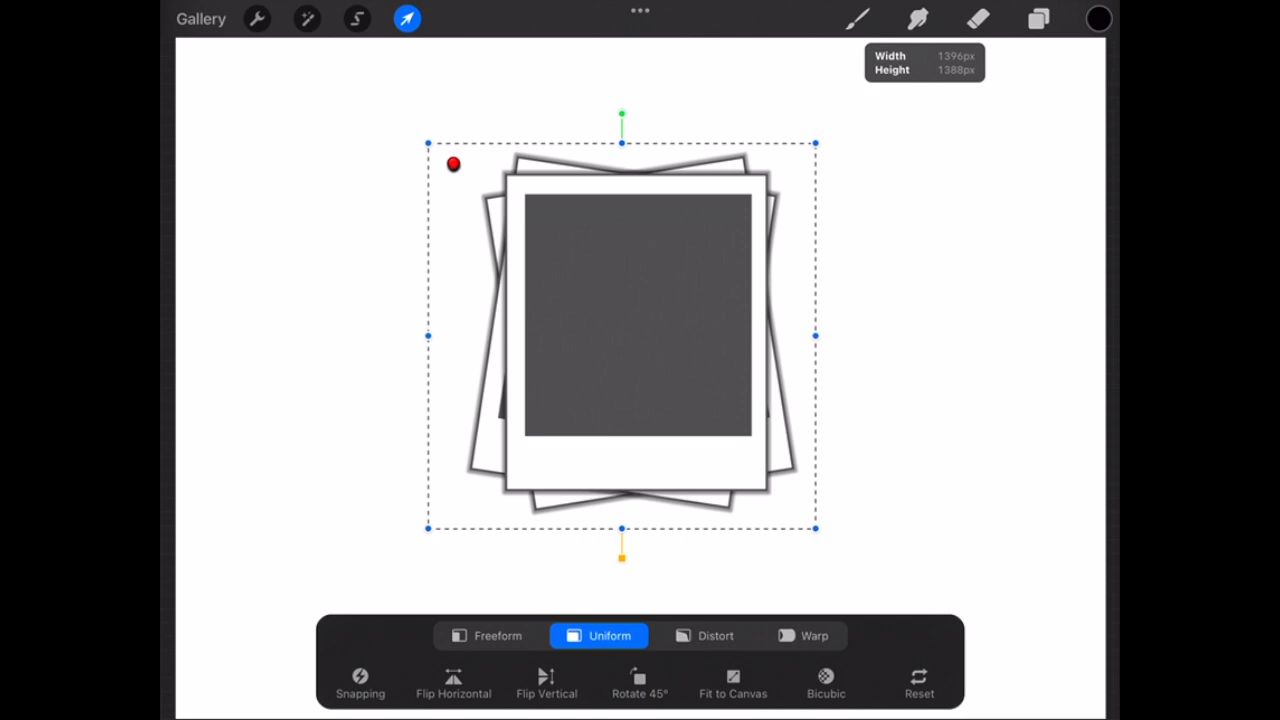 Gallery
Width 1396px
Height 1388px
Freeform Uniform Distort Warp
Snapping Flip Horizontal Flip Vertical Rotate 45° Fit to Canvas Bicubic Reset